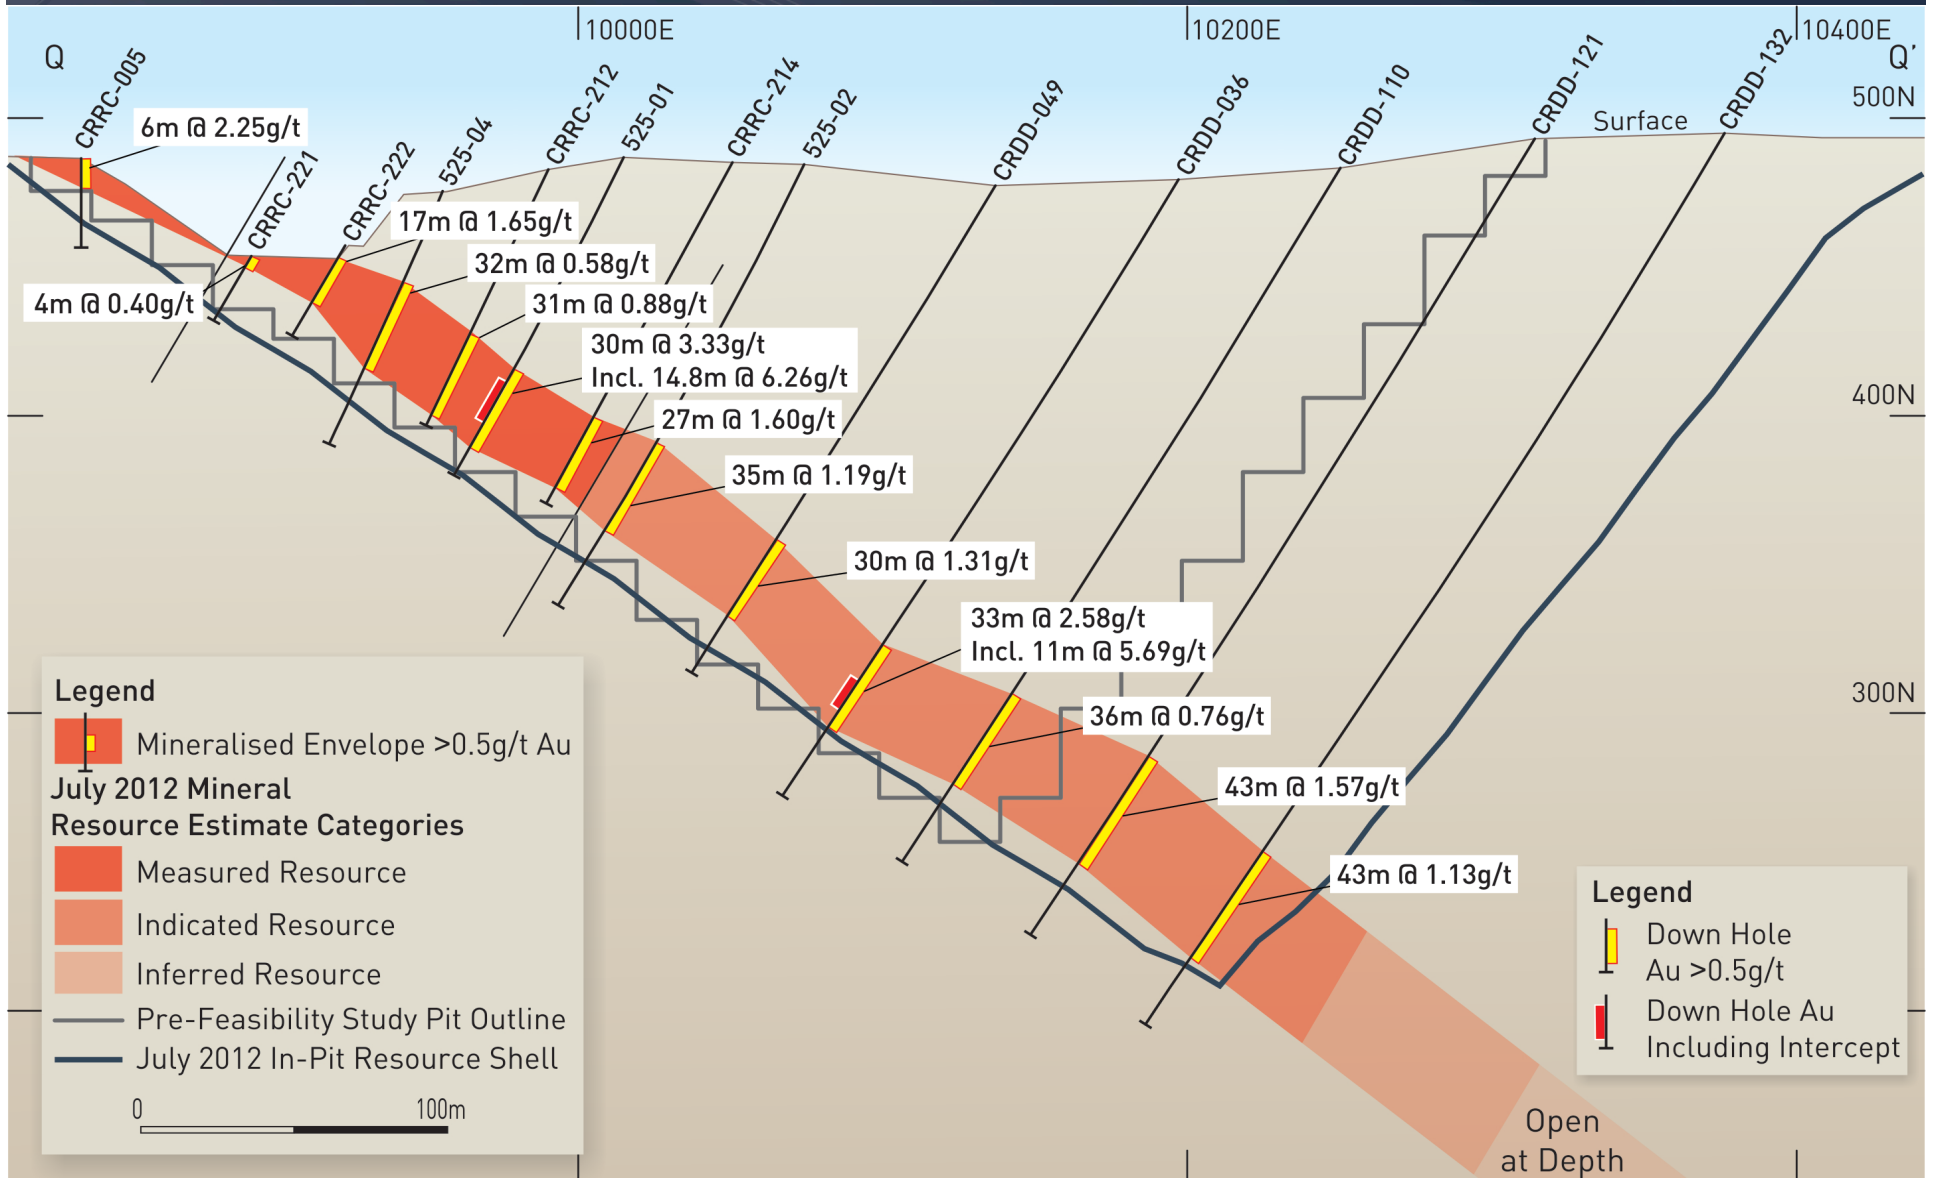 10000E
10200E
10400E
Q
Q'
CRRC-005
CRRC-221
CRRC-222
525-04
CRRC-212
525-01
CRRC-214
525-02
CRDD-049
CRDD-036
CRDD-110
CRDD-121
CRDD-132
Surface
500N
400N
300N
6m @ 2.25g/t
4m @ 0.40g/t
17m @ 1.65g/t
32m @ 0.58g/t
31m @ 0.88g/t
30m @ 3.33g/t
Incl. 14.8m @ 6.26g/t
27m @ 1.60g/t
35m @ 1.19g/t
30m @ 1.31g/t
33m @ 2.58g/t
Incl. 11m @ 5.69g/t
36m @ 0.76g/t
43m @ 1.57g/t
43m @ 1.13g/t
Open
at Depth
Legend
Mineralised Envelope >0.5g/t Au
July 2012 Mineral
Resource Estimate Categories
Measured Resource
Indicated Resource
Inferred Resource
Pre-Feasibility Study Pit Outline
July 2012 In-Pit Resource Shell
0 100m
Legend
Down Hole
Au >0.5g/t
Down Hole Au
Including Intercept